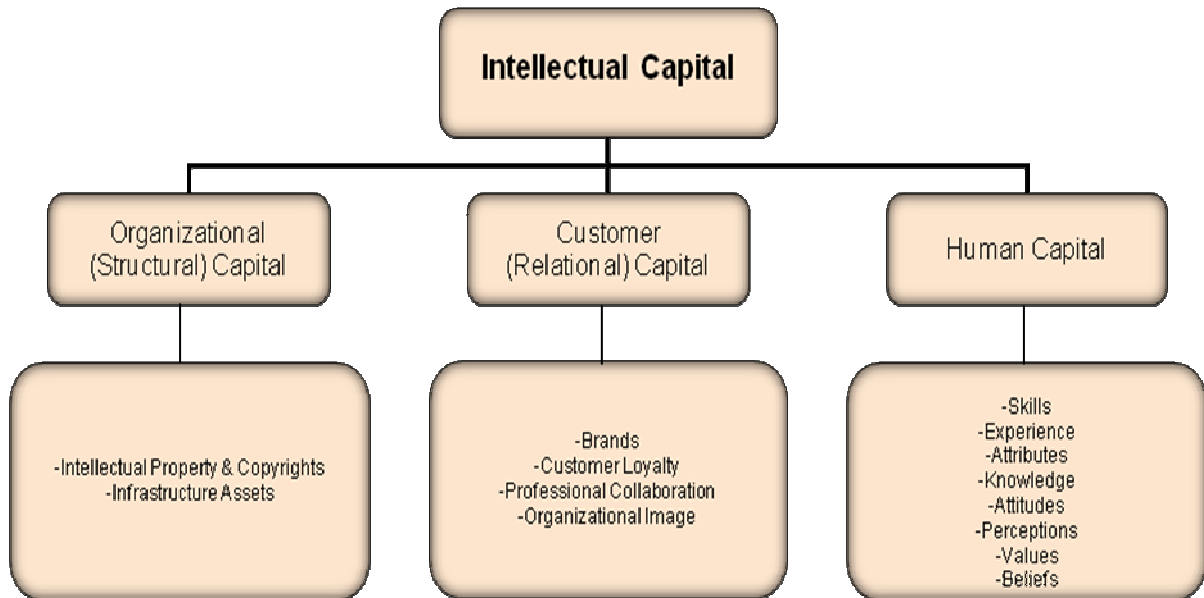 Intellectual Capital
Organizational
(Structural) Capital
Customer
(Relational) Capital
Human Capital
-Intellectual Property & Copyrights
-Infrastructure Assets
-Brands
-Customer Loyalty
-Professional Collaboration
-Organizational Image
-Skills
-Experience
-Attributes
-Knowledge
-Attitudes
-Perceptions
-Values
-Beliefs